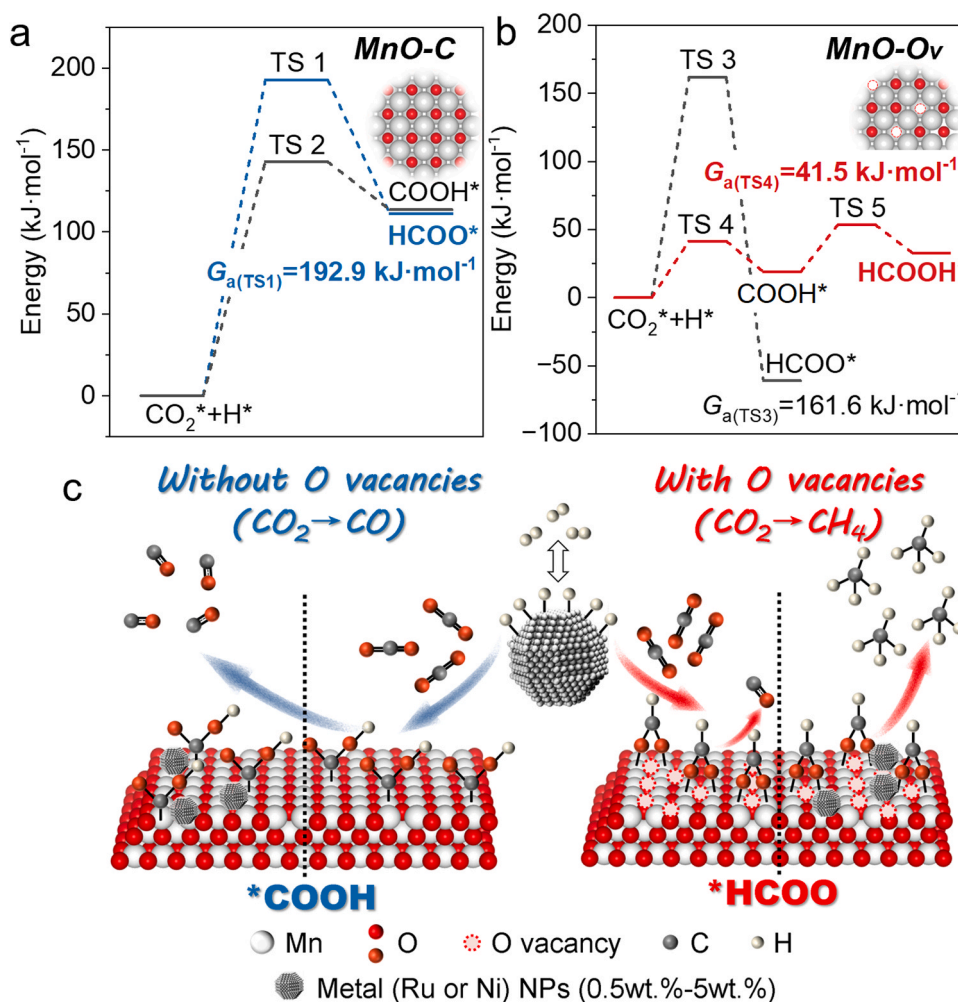 a
MnO-C
TS 1
TS 2
COOH*
HCOO*
Gₐ(TS1)=192.9 kJ·mol⁻¹
CO₂*+H*
Energy (kJ·mol⁻¹)
200
150
100
50
0
b
MnO-Oᵥ
TS 3
Gₐ(TS4)=41.5 kJ·mol⁻¹
TS 4
TS 5
HCOOH
COOH*
CO₂*+H*
HCOO*
Gₐ(TS3)=161.6 kJ·mol⁻
Energy (kJ·mol⁻¹)
200
150
100
50
0
−50
−100
c
Without O vacancies
(CO₂→CO)
With O vacancies
(CO₂→CH₄)
*COOH
*HCOO
Mn
O
O vacancy
C
H
Metal (Ru or Ni) NPs (0.5wt.%-5wt.%)